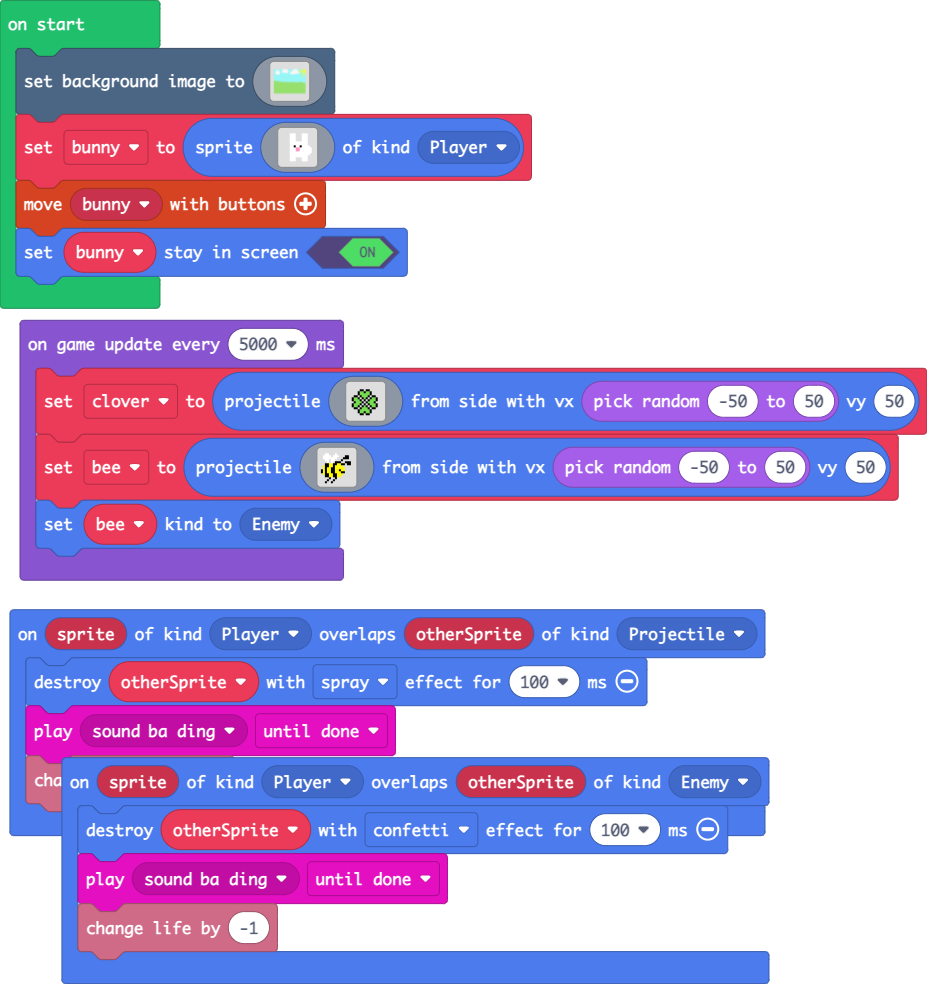 on start
set background image to
set bunny to sprite of kind Player
move bunny with buttons
set bunny stay in screen ON
on game update every 5000 ms
set clover to projectile from side with vx pick random -50 to 50 vy 50
set bee to projectile from side with vx pick random -50 to 50 vy 50
set bee kind to Enemy
on sprite of kind Player overlaps otherSprite of kind Projectile
destroy otherSprite with spray effect for 100 ms
play sound ba ding until done
on sprite of kind Player overlaps otherSprite of kind Enemy
destroy otherSprite with confetti effect for 100 ms
play sound ba ding until done
change life by -1